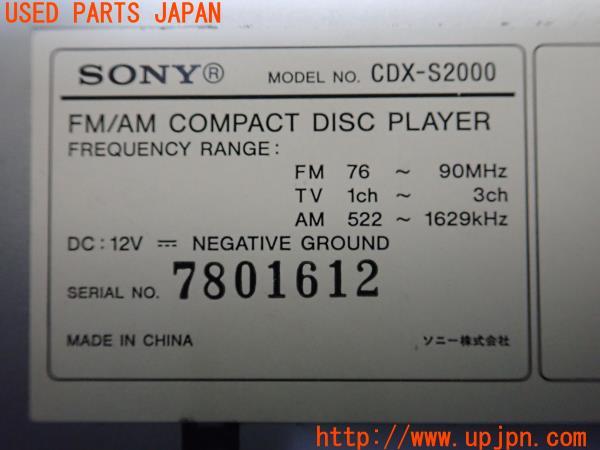 USED PARTS JAPAN
SONY® MODEL NO. CDX-S2000
FM/AM COMPACT DISC PLAYER
FREQUENCY RANGE:
FM 76 ~ 90MHz
TV 1ch ~ 3ch
AM 522 ~ 1629kHz
DC:12V ⎓ NEGATIVE GROUND
SERIAL NO. 7801612
MADE IN CHINA ソニー株式会社
http://www.upjpn.com